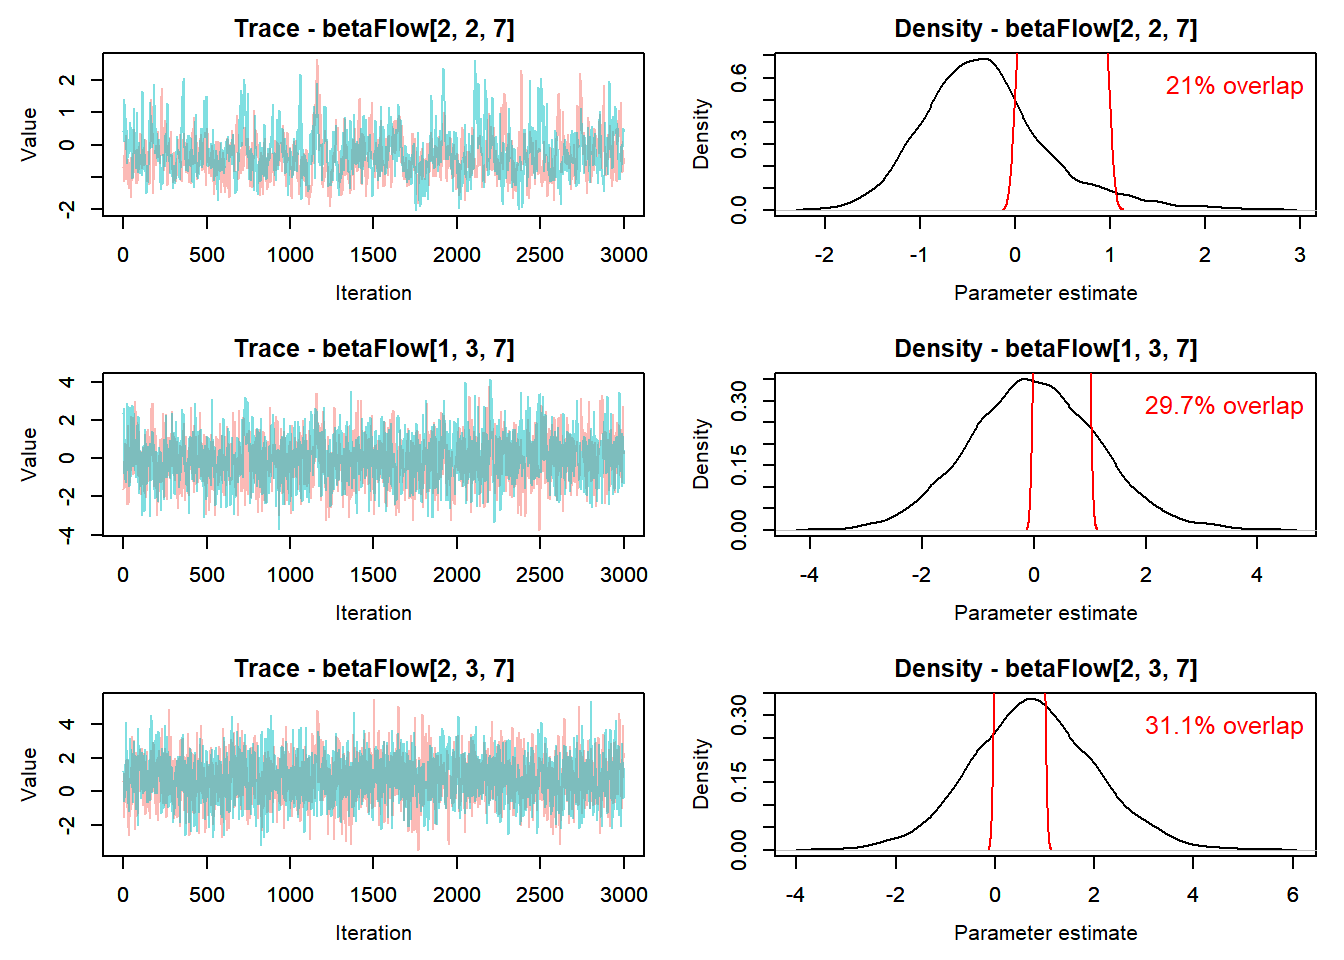 Trace - betaFlow[2, 2, 7]
Value
2
1
0
-2
0 500 1000 1500 2000 2500 3000
Iteration
Density - betaFlow[2, 2, 7]
21% overlap
Density
0.6
0.3
0.0
-2 -1 0 1 2 3
Parameter estimate
Trace - betaFlow[1, 3, 7]
Value
4
2
0
-2
-4
0 500 1000 1500 2000 2500 3000
Iteration
Density - betaFlow[1, 3, 7]
29.7% overlap
Density
0.30
0.15
0.00
-4 -2 0 2 4
Parameter estimate
Trace - betaFlow[2, 3, 7]
Value
4
2
0
-2
0 500 1000 1500 2000 2500 3000
Iteration
Density - betaFlow[2, 3, 7]
31.1% overlap
Density
0.30
0.15
0.00
-4 -2 0 2 4 6
Parameter estimate